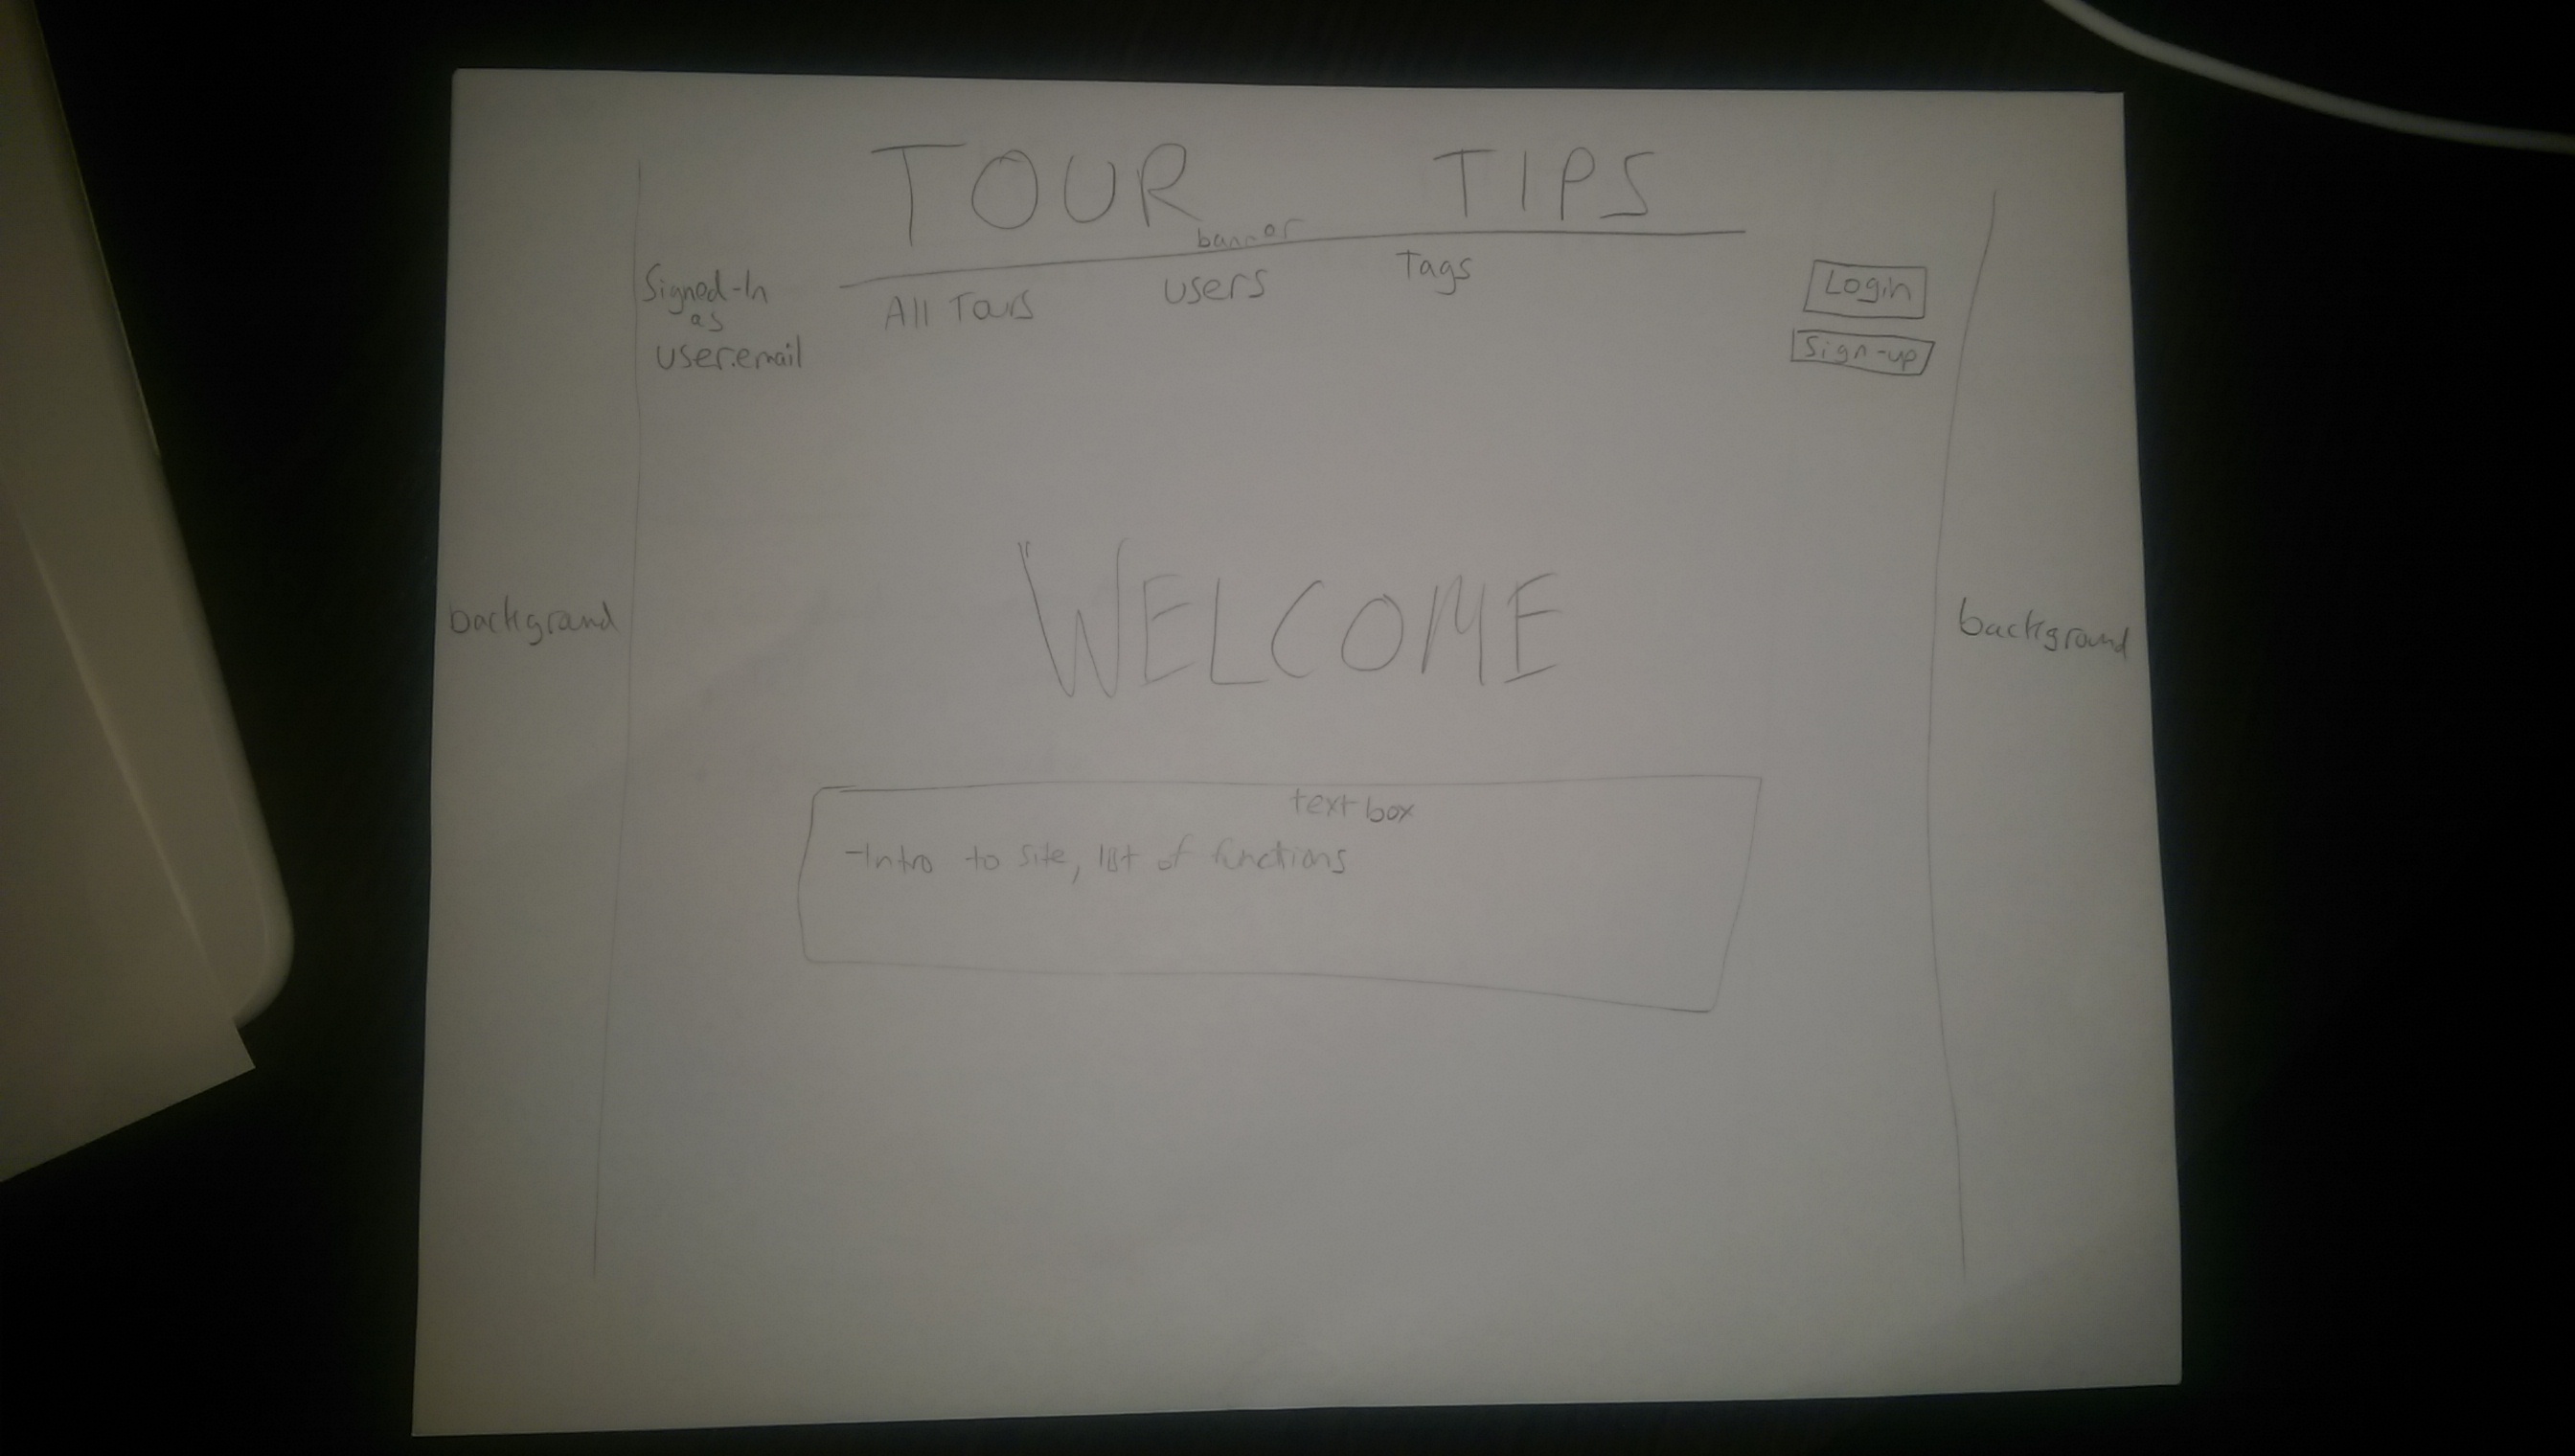 TOUR TIPS
banner
Signed-In
as
user.email
All Tours
users
Tags
Login
Sign-up
WELCOME
background
background
text box
-Intro to site, list of functions